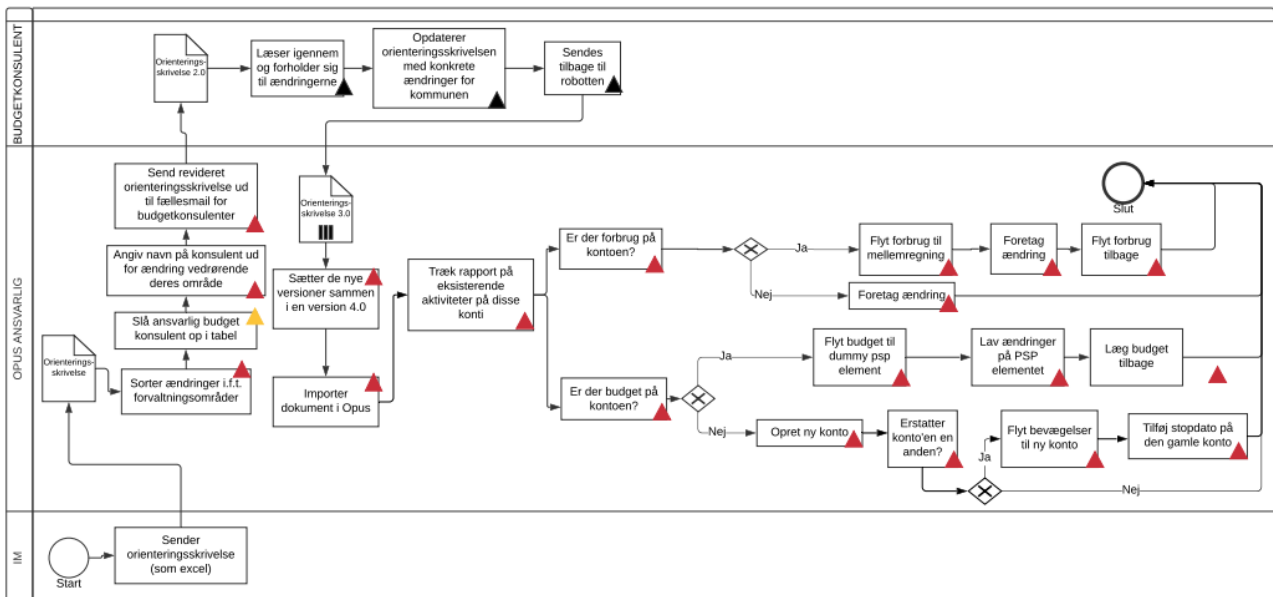 BUDGETKONSULENT
Orienterings-
skrivelse 2.0
Læser igennem
og forholder sig
til ændringerne
Opdaterer
orienteringsskrivelsen
med konkrete
ændringer for
kommunen
Sendes
tilbage til
robotten
OPUS ANSVARLIG
Send revideret
orienteringsskrivelse ud
til fællesmail for
budgetkonsulenter
Angiv navn på konsulent ud
for ændring vedrørende
deres område
Slå ansvarlig budget
konsulent op i tabel
Sorter ændringer i.f.t.
forvaltningsområder
Orienterings-
skrivelse
Orienterings-
skrivelse 3.0
Sætter de nye
versioner sammen
i en version 4.0
Importer
dokument i Opus
Træk rapport på
eksisterende
aktiviteter på disse
konti
Er der forbrug på
kontoen?
Ja
Flyt forbrug til
mellemregning
Foretag
ændring
Flyt forbrug
tilbage
Slut
Nej
Foretag ændring
Er der budget på
kontoen?
Ja
Flyt budget til
dummy psp
element
Lav ændringer
på PSP
elementet
Læg budget
tilbage
Nej
Opret ny konto
Erstatter
konto'en en
anden?
Ja
Flyt bevægelser
til ny konto
Tilføj stopdato på
den gamle konto
Nej
IM
Start
Sender
orienteringsskrivelse
(som excel)